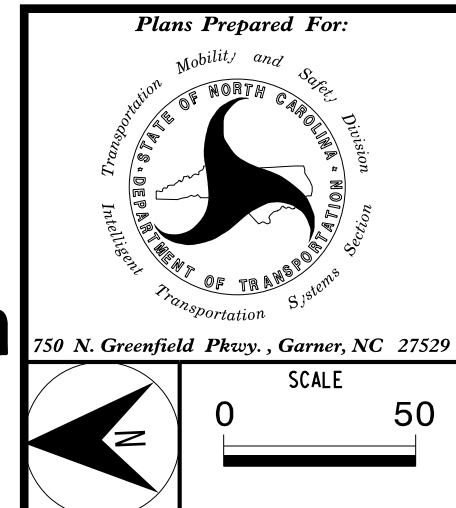 Plans Prepared For:
Transportation Mobility and Safety Division
STATE OF NORTH CAROLINA
DEPARTMENT OF TRANSPORTATION
Intelligent Transportation Systems Section
750 N. Greenfield Pkwy., Garner, NC 27529
N
SCALE
0 50